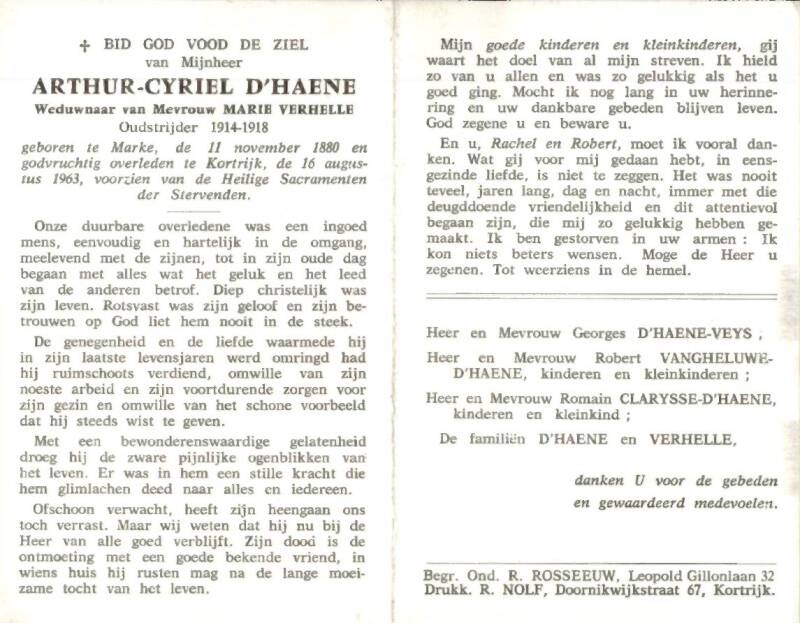 ✝ BID GOD VOOD DE ZIEL
van Mijnheer
ARTHUR-CYRIEL D'HAENE
Weduwnaar van Mevrouw MARIE VERHELLE
Oudstrijder 1914-1918
geboren te Marke, de 11 november 1880 en
godvruchtig overleden te Kortrijk, de 16 augus-
tus 1963, voorzien van de Heilige Sacramenten
der Stervenden.
Onze duurbare overledene was een ingoed
mens, eenvoudig en hartelijk in de omgang,
meelevend met de zijnen, tot in zijn oude dag
begaan met alles wat het geluk en het leed
van de anderen betrof. Diep christelijk was
zijn leven. Rotsvast was zijn geloof en zijn be-
trouwen op God liet hem nooit in de steek.
De genegenheid en de liefde waarmede hij
in zijn laatste levensjaren werd omringd had
hij ruimschoots verdiend, omwille van zijn
noeste arbeid en zijn voortdurende zorgen voor
zijn gezin en omwille van het schone voorbeeld
dat hij steeds wist te geven.
Met een bewonderenswaardige gelatenheid
droeg hij de zware pijnlijke ogenblikken van
het leven. Er was in hem een stille kracht die
hem glimlachen deed naar alles en iedereen.
Ofschoon verwacht, heeft zijn heengaan ons
toch verrast. Maar wij weten dat hij nu bij de
Heer van alle goed verblijft. Zijn dood is de
ontmoeting met een goede bekende vriend, in
wiens huis hij rusten mag na de lange moei-
zame tocht van het leven.
Mijn goede kinderen en kleinkinderen, gij
waart het doel van al mijn streven. Ik hield
zo van u allen en was zo gelukkig als het u
goed ging. Mocht ik nog lang in uw herinne-
ring en uw dankbare gebeden blijven leven.
God zegene u en beware u.
En u, Rachel en Robert, moet ik vooral dan-
ken. Wat gij voor mij gedaan hebt, in eens-
gezinde liefde, is niet te zeggen. Het was nooit
teveel, jaren lang, dag en nacht, immer met die
deugddoende vriendelijkheid en dit attentievol
begaan zijn, die mij zo gelukkig hebben ge-
maakt. Ik ben gestorven in uw armen : Ik
kon niets beters wensen. Moge de Heer u
zegenen. Tot weerziens in de hemel.
Heer en Mevrouw Georges D'HAENE-VEYS ;
Heer en Mevrouw Robert VANGHELUWE-
D'HAENE, kinderen en kleinkinderen ;
Heer en Mevrouw Romain CLARYSSE-D'HAENE,
kinderen en kleinkind ;
De familiën D'HAENE en VERHELLE,
danken U voor de gebeden
en gewaardeerd medevoelen.
Begr. Ond. R. ROSSEEUW, Leopold Gillonlaan 32
Drukk. R. NOLF, Doornikwijkstraat 67, Kortrijk.